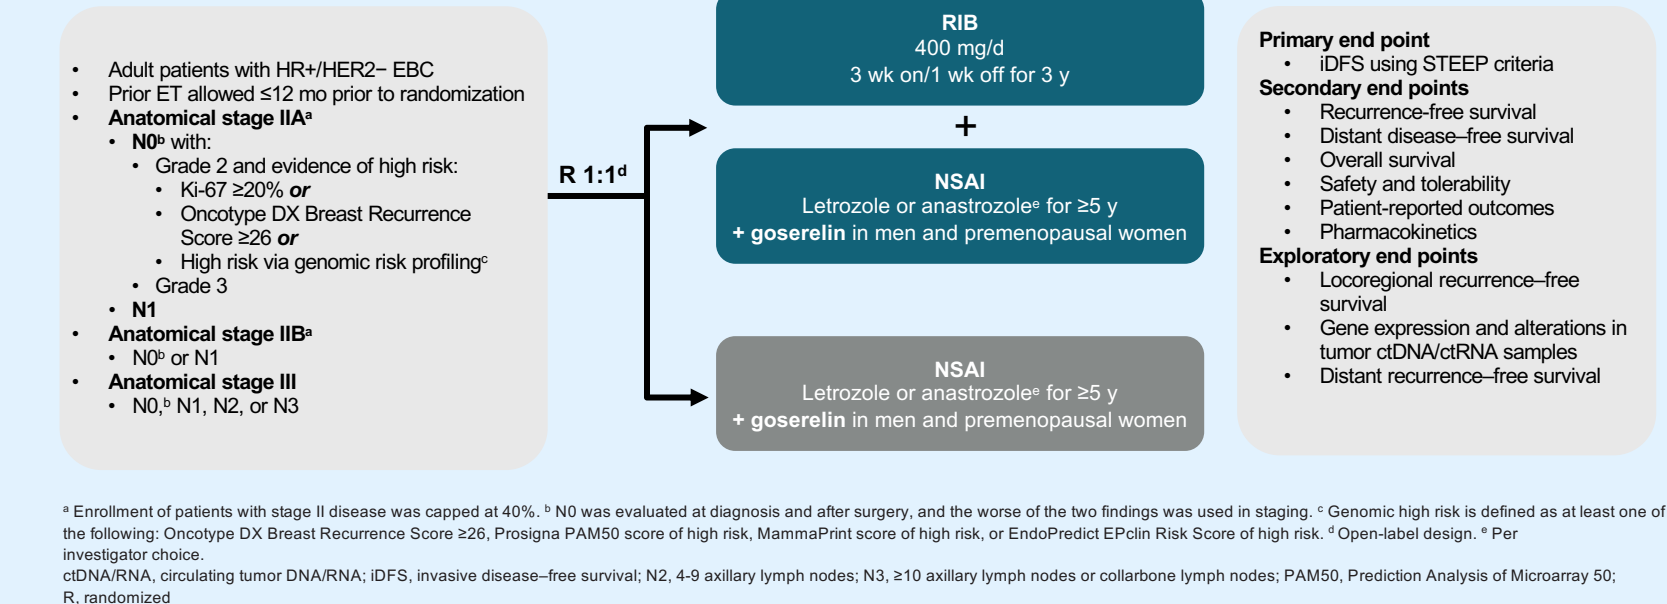 • Adult patients with HR+/HER2− EBC
• Prior ET allowed ≤12 mo prior to randomization
• Anatomical stage IIAᵃ
• N0ᵇ with:
• Grade 2 and evidence of high risk:
• Ki-67 ≥20% or
• Oncotype DX Breast Recurrence
Score ≥26 or
• High risk via genomic risk profilingᶜ
• Grade 3
• N1
• Anatomical stage IIBᵃ
• N0ᵇ or N1
• Anatomical stage III
• N0,ᵇ N1, N2, or N3
R 1:1ᵈ
RIB
400 mg/d
3 wk on/1 wk off for 3 y
+
NSAI
Letrozole or anastrozoleᵉ for ≥5 y
+ goserelin in men and premenopausal women
NSAI
Letrozole or anastrozoleᵉ for ≥5 y
+ goserelin in men and premenopausal women
Primary end point
• iDFS using STEEP criteria
Secondary end points
• Recurrence-free survival
• Distant disease–free survival
• Overall survival
• Safety and tolerability
• Patient-reported outcomes
• Pharmacokinetics
Exploratory end points
• Locoregional recurrence–free
survival
• Gene expression and alterations in
tumor ctDNA/ctRNA samples
• Distant recurrence–free survival
ᵃ Enrollment of patients with stage II disease was capped at 40%. ᵇ N0 was evaluated at diagnosis and after surgery, and the worse of the two findings was used in staging. ᶜ Genomic high risk is defined as at least one of
the following: Oncotype DX Breast Recurrence Score ≥26, Prosigna PAM50 score of high risk, MammaPrint score of high risk, or EndoPredict EPclin Risk Score of high risk. ᵈ Open-label design. ᵉ Per
investigator choice.
ctDNA/RNA, circulating tumor DNA/RNA; iDFS, invasive disease–free survival; N2, 4-9 axillary lymph nodes; N3, ≥10 axillary lymph nodes or collarbone lymph nodes; PAM50, Prediction Analysis of Microarray 50;
R, randomized